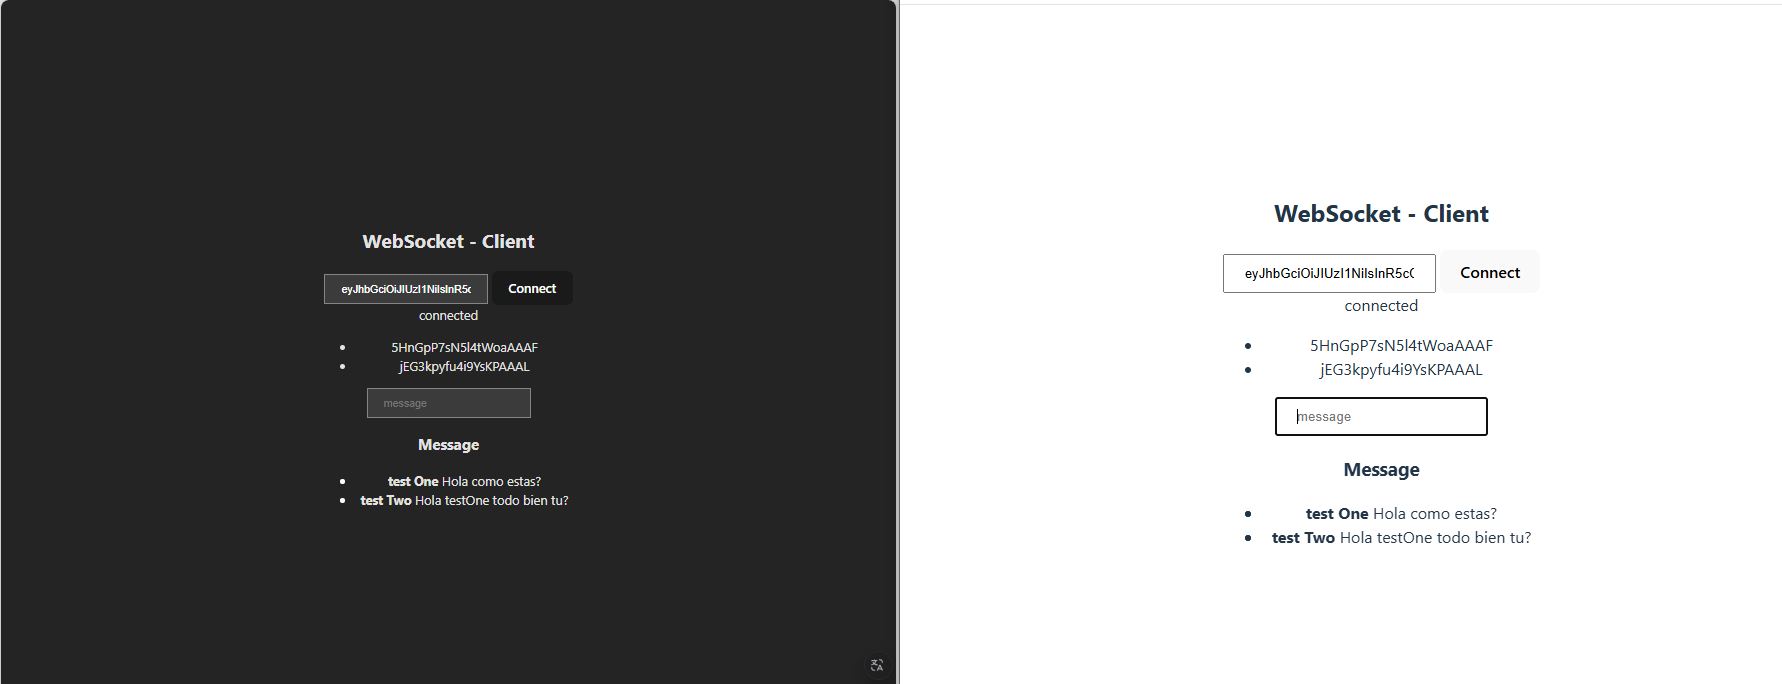 WebSocket - Client
eyJhbGciOiJIUzI1NiIsInR5c Connect
connected
5HnGpP7sN5l4tWoaAAAF
jEG3kpyfu4i9YsKPAAAL
message
Message
test One Hola como estas?
test Two Hola testOne todo bien tu?
WebSocket - Client
eyJhbGciOiJIUzI1NiIsInR5cC Connect
connected
5HnGpP7sN5l4tWoaAAAF
jEG3kpyfu4i9YsKPAAAL
message
Message
test One Hola como estas?
test Two Hola testOne todo bien tu?